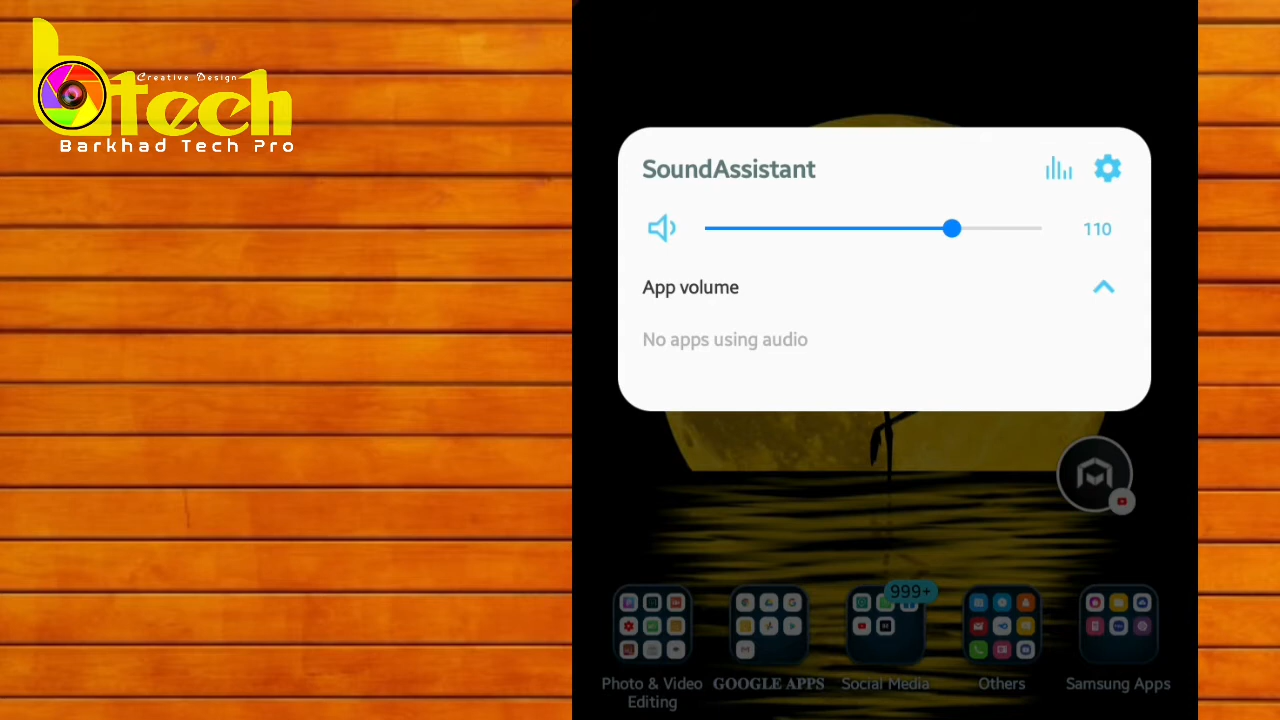 Creative Design
btech
Barkhad Tech Pro
SoundAssistant
110
App volume
No apps using audio
999+
Photo & Video Editing
GOOGLE APPS
Social Media
Others
Samsung Apps